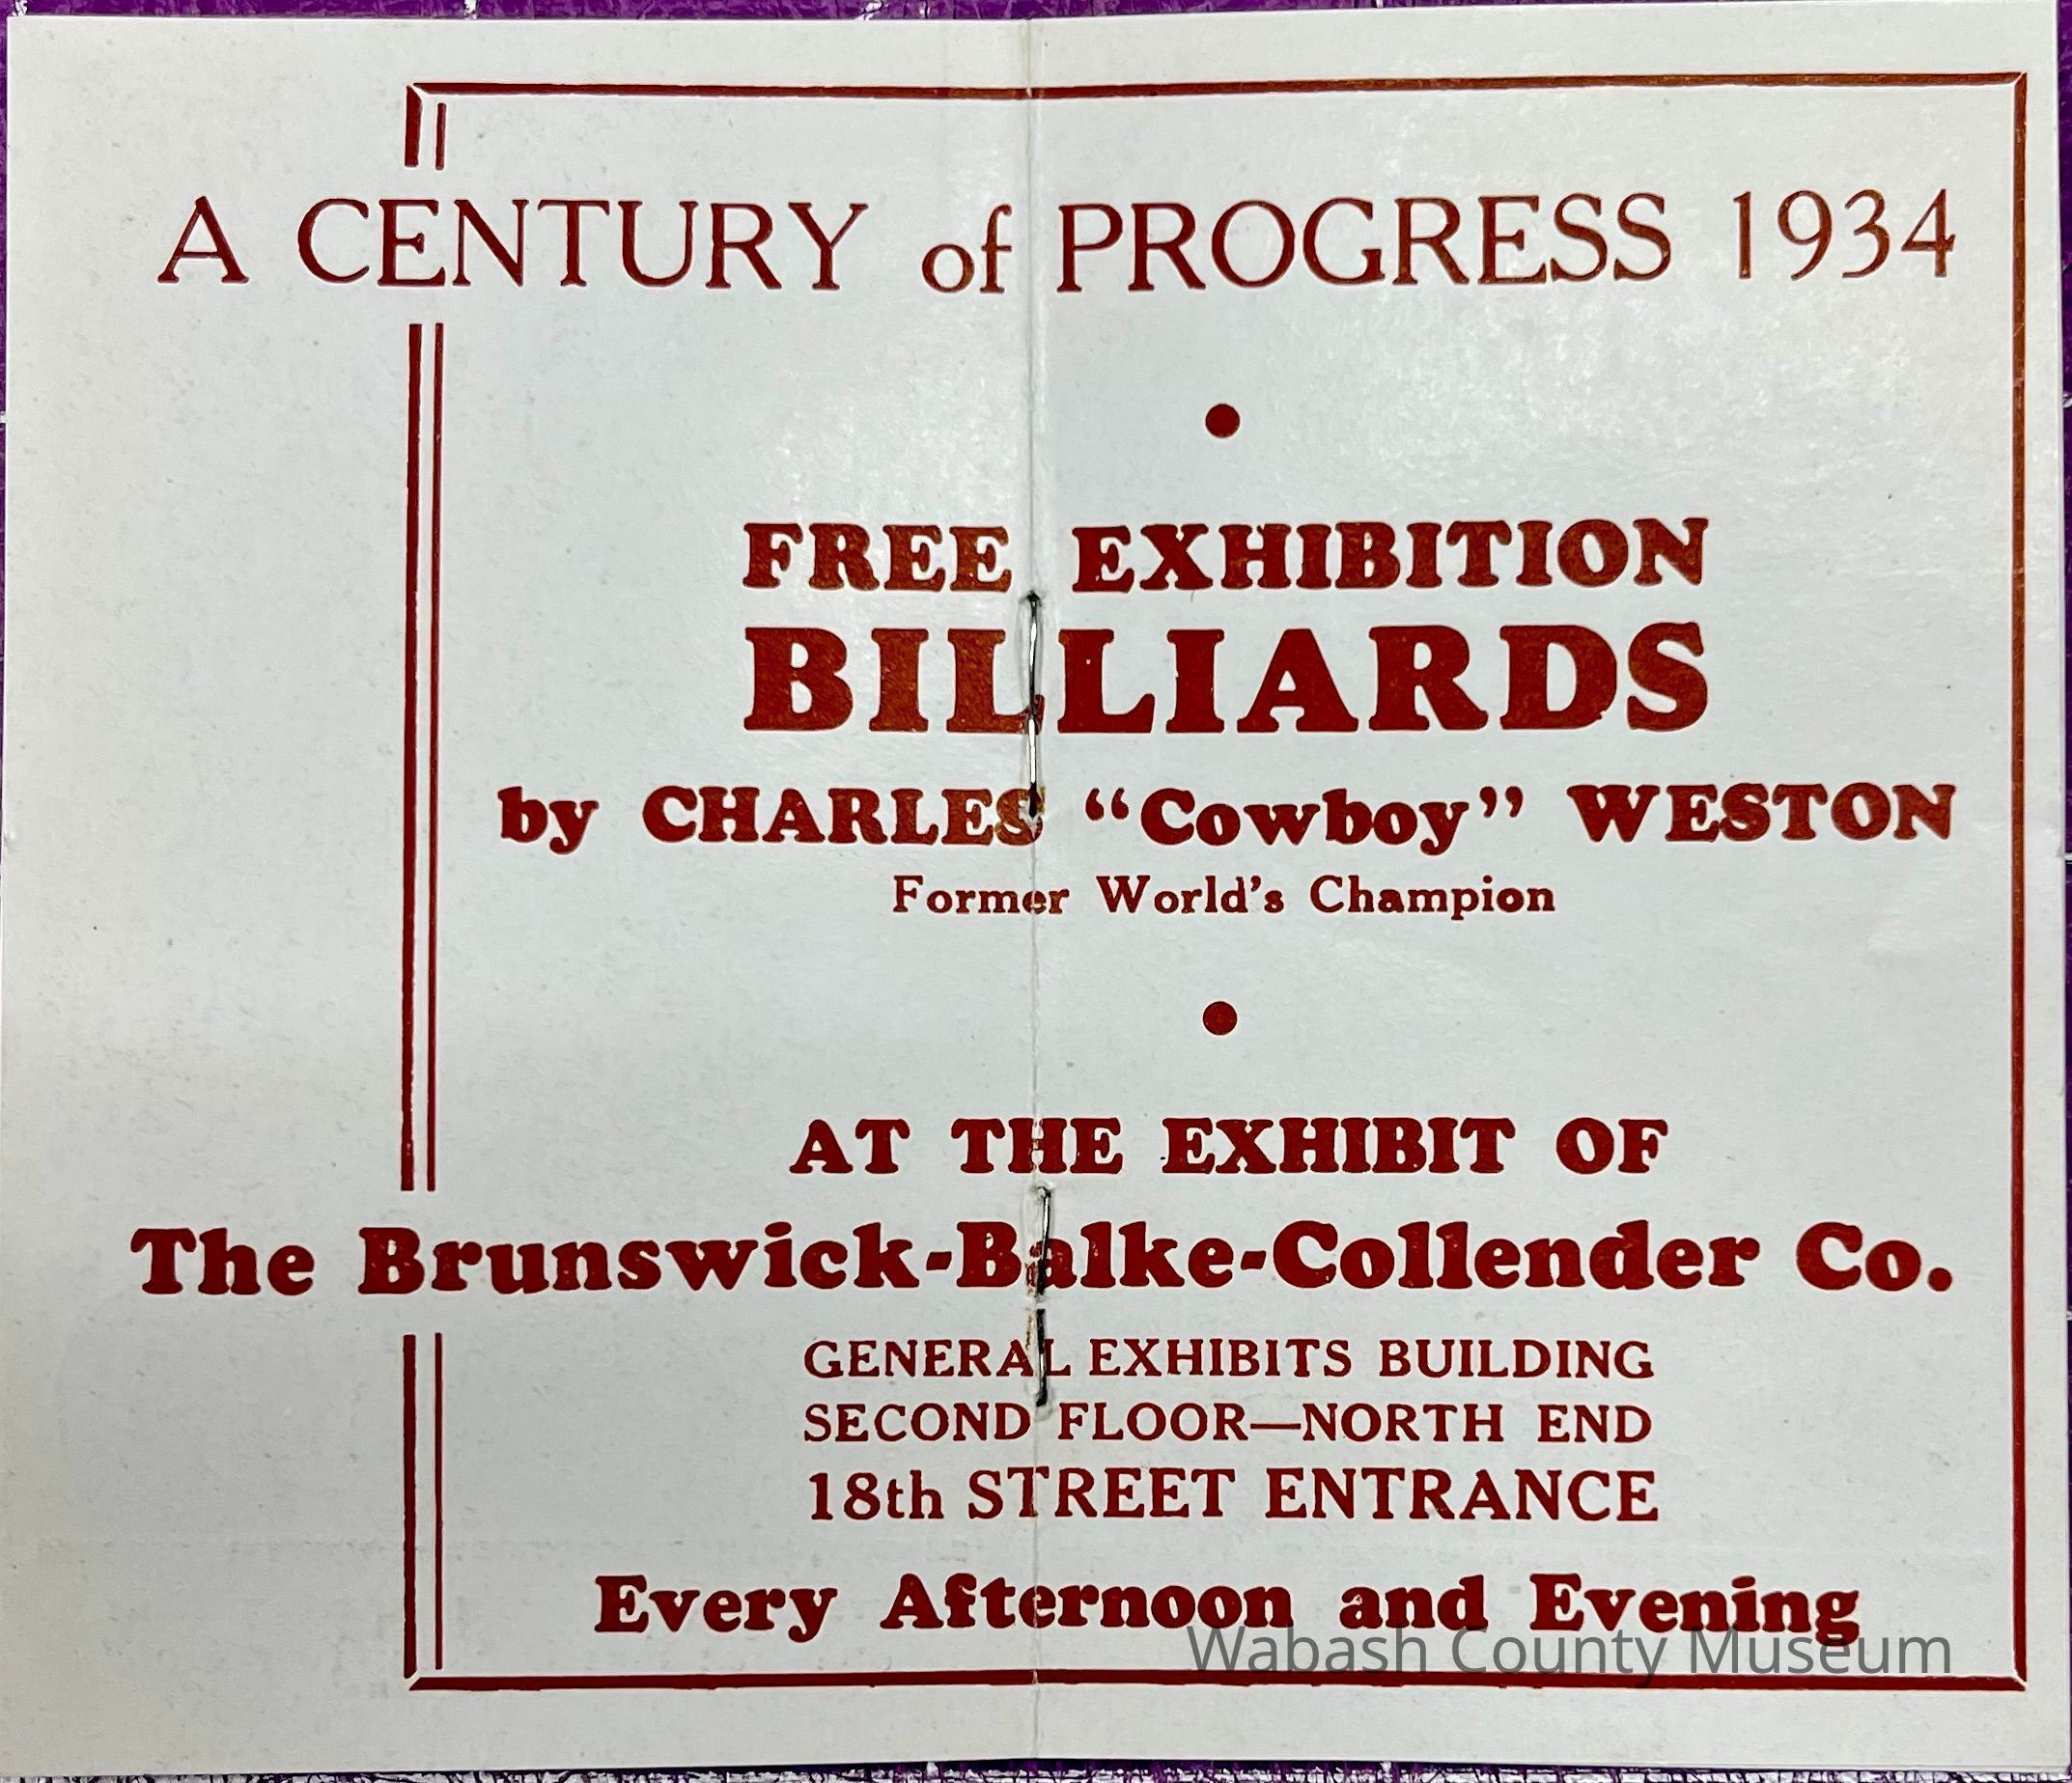 A CENTURY of PROGRESS 1934
FREE EXHIBITION
BILLIARDS
by CHARLES “Cowboy” WESTON
Former World's Champion
AT THE EXHIBIT OF
The Brunswick-Balke-Collender Co.
GENERAL EXHIBITS BUILDING
SECOND FLOOR—NORTH END
18th STREET ENTRANCE
Every Afternoon and Evening
Wabash County Museum